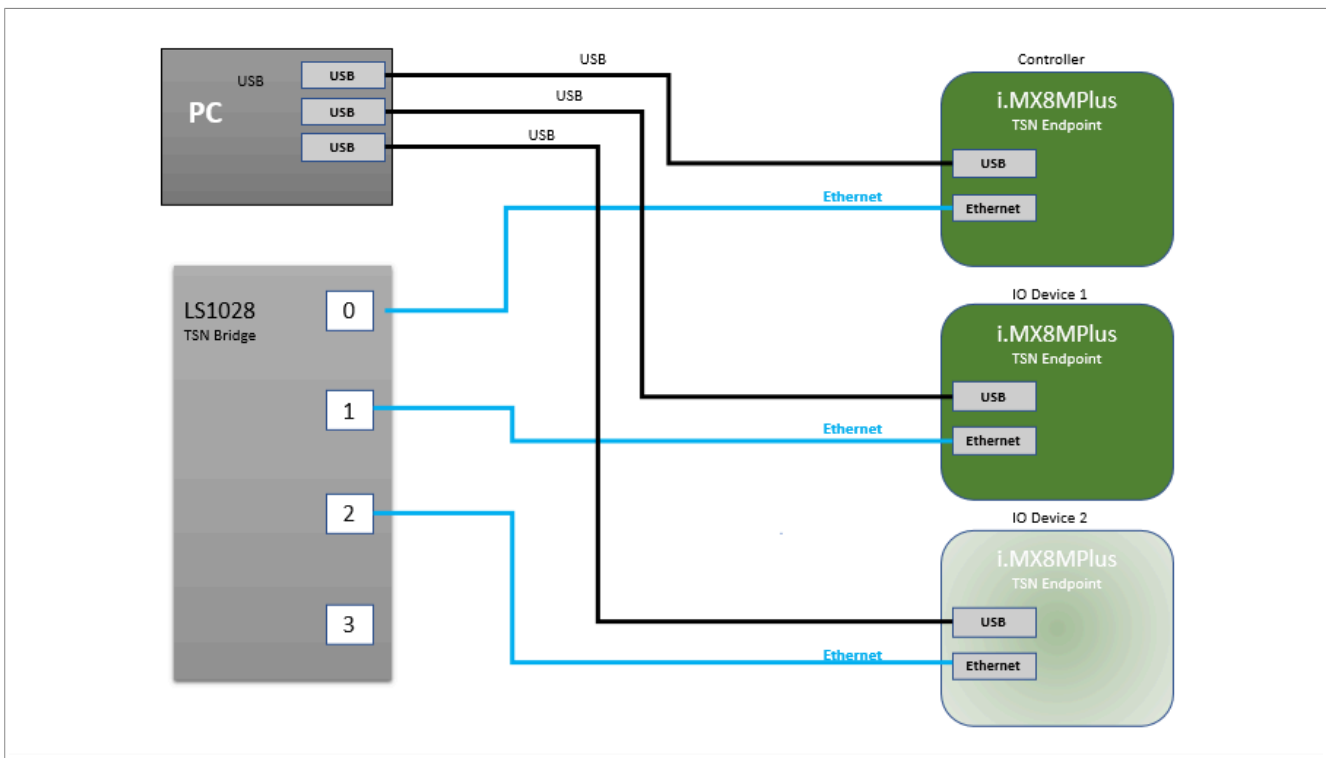 USB
USB
PC
USB
USB
USB
USB
USB
Controller
i.MX8MPlus
TSN Endpoint
USB
Ethernet
Ethernet
LS1028
TSN Bridge
0
1
2
3
IO Device 1
i.MX8MPlus
TSN Endpoint
USB
Ethernet
Ethernet
IO Device 2
i.MX8MPlus
TSN Endpoint
USB
Ethernet
Ethernet